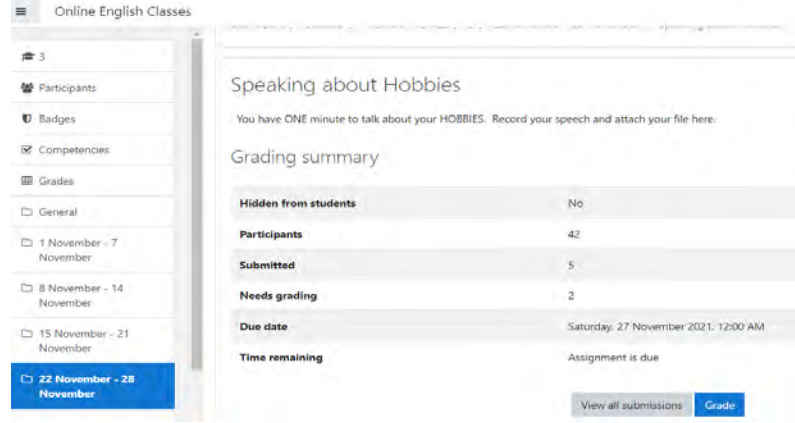 Online English Classes
3
Participants
Badges
Competencies
Grades
General
1 November - 7
November
8 November - 14
November
15 November - 21
November
22 November - 28
November
Speaking about Hobbies
You have ONE minute to talk about your HOBBIES. Record your speech and attach your file here.
Grading summary
Hidden from students No
Participants 42
Submitted 5
Needs grading 2
Due date Saturday, 27 November 2021, 12:00 AM
Time remaining Assignment is due
View all submissions Grade